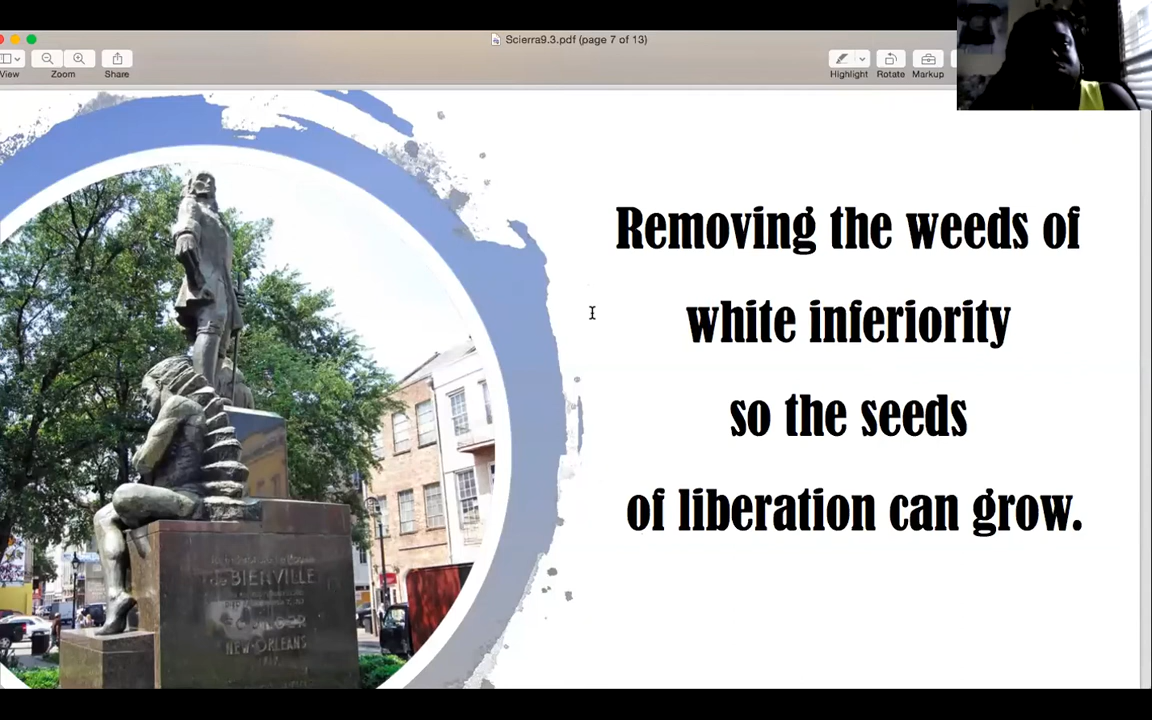 Scierra9.3.pdf (page 7 of 13)
View
Zoom
Share
Highlight
Rotate
Markup
Removing the weeds of
white inferiority
so the seeds
of liberation can grow.
BIENVILLE
FOUNDER
NEW ORLEANS